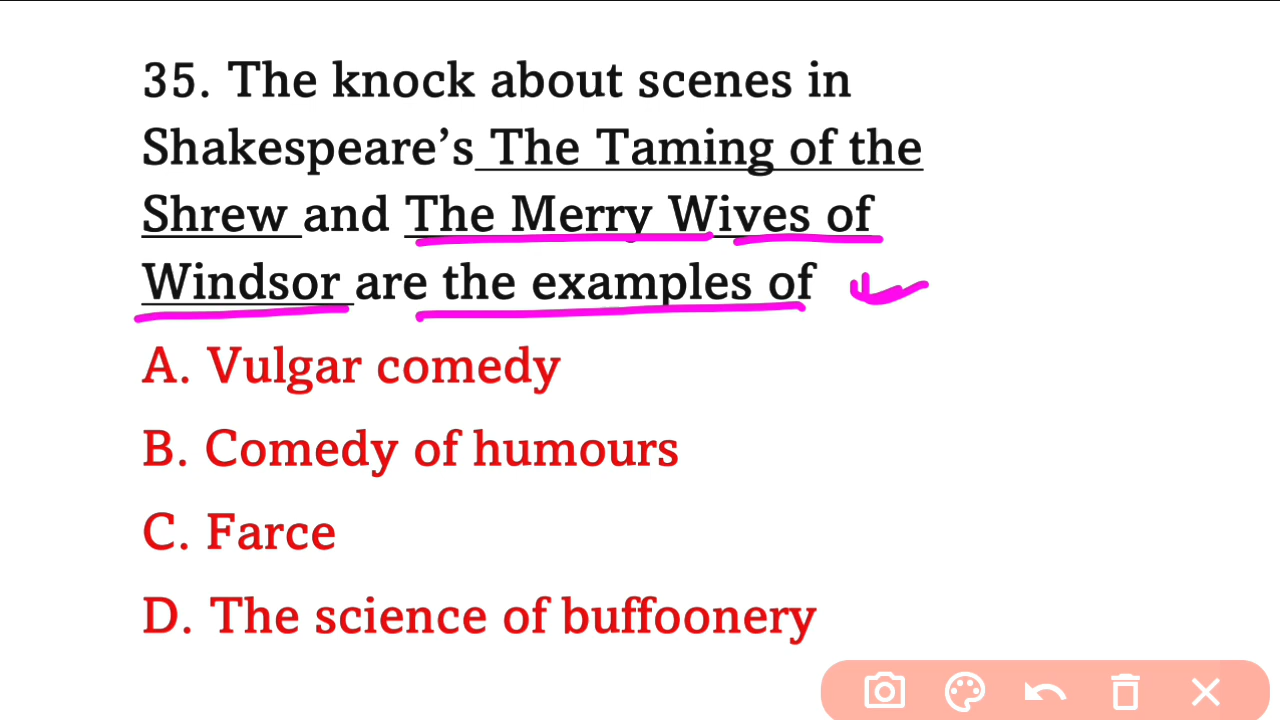 35. The knock about scenes in
Shakespeare’s The Taming of the
Shrew and The Merry Wives of
Windsor are the examples of
A. Vulgar comedy
B. Comedy of humours
C. Farce
D. The science of buffoonery